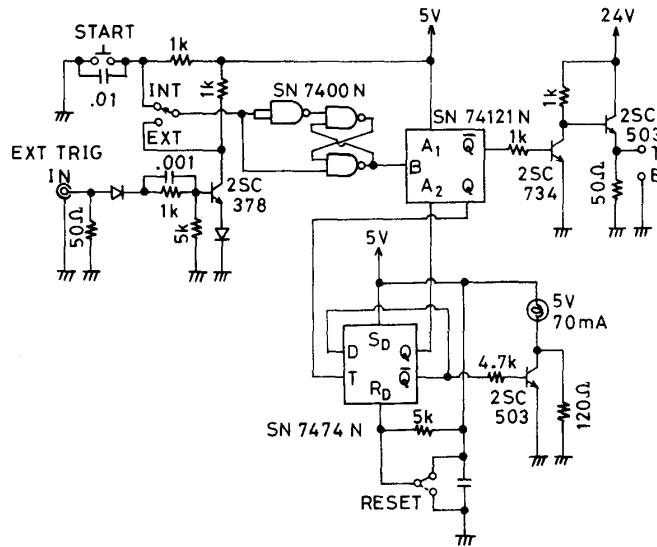 START
1k
.01
INT
EXT
1k
SN 7400 N
5V
24V
SN 74121 N
A1 Q̅
B
A2 Q
1k
1k
2SC
734
2SC
503
50Ω
T
E
EXT TRIG
IN
50Ω
.001
1k
5k
2SC
378
5V
SD
D Q
T Q̅
RD
SN 7474 N
5k
RESET
4.7k
2SC
503
5V
70mA
120Ω